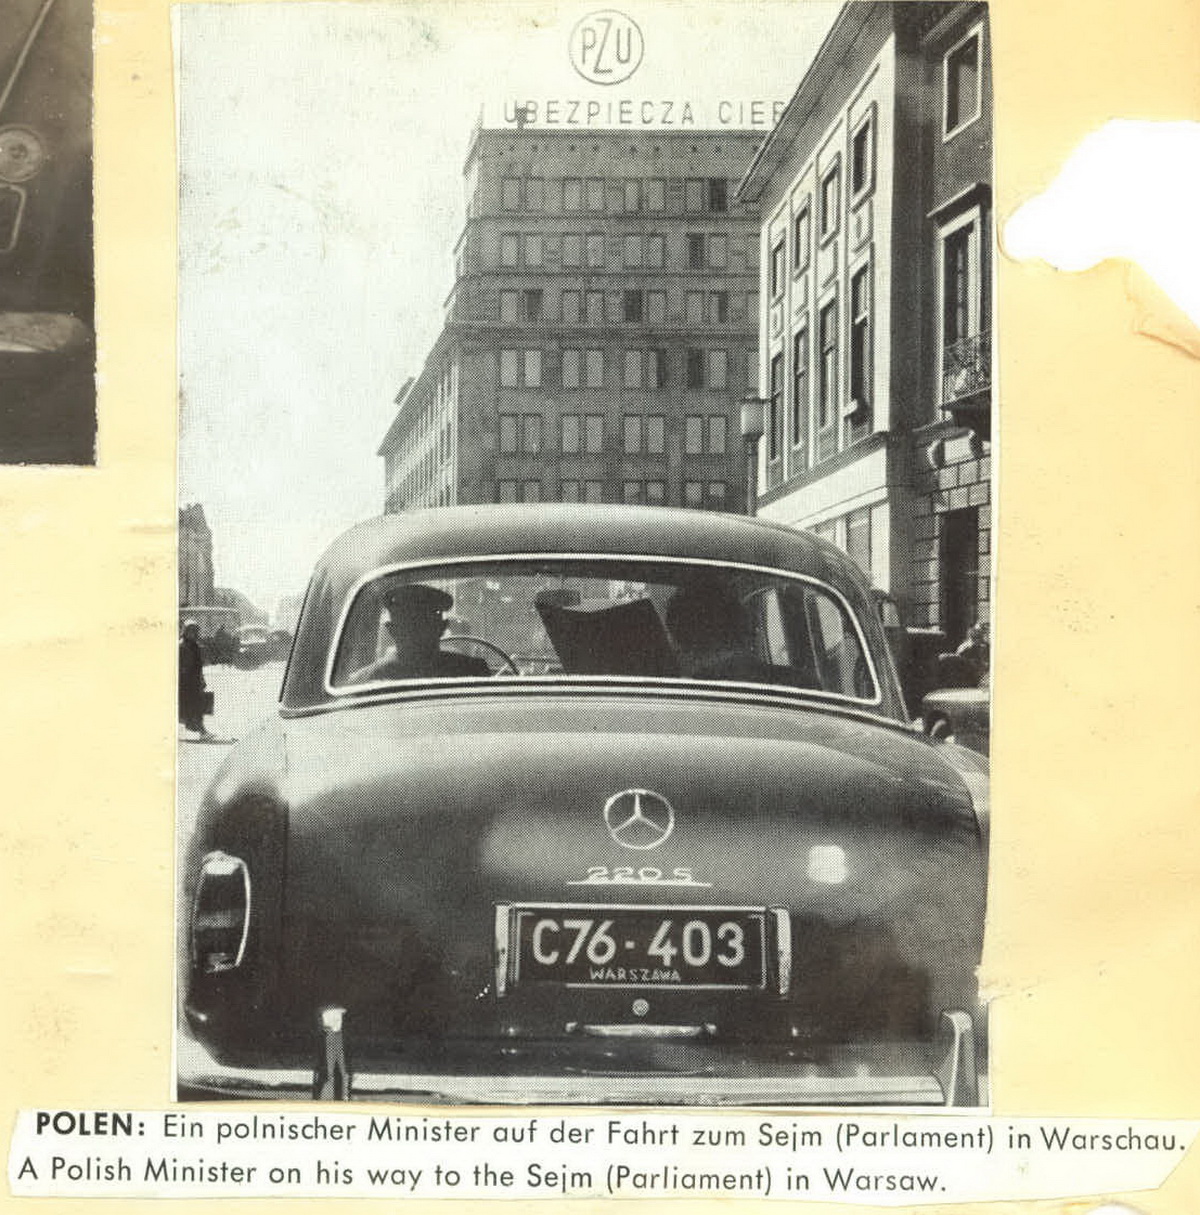 PZU
UBEZPIECZA CIEB
220 S
C76-403
WARSZAWA
POLEN: Ein polnischer Minister auf der Fahrt zum Sejm (Parlament) in Warschau.
A Polish Minister on his way to the Sejm (Parliament) in Warsaw.